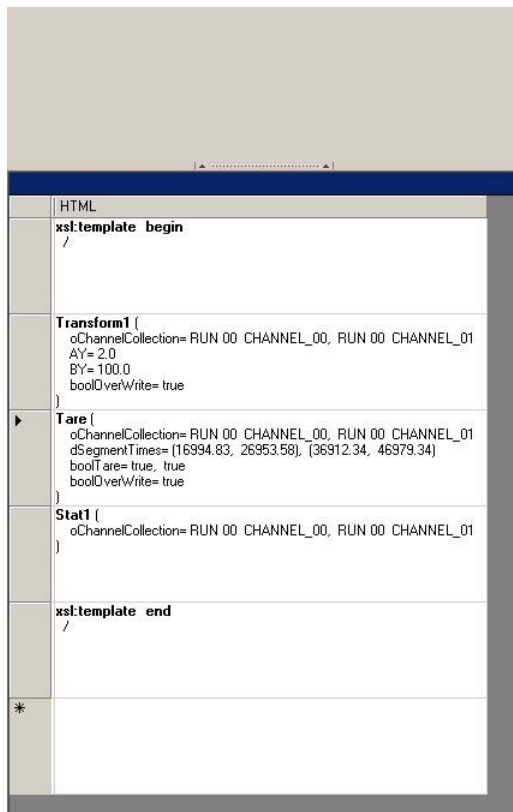 HTML
xsl:template begin
/
Transform1 (
oChannelCollection= RUN 00 CHANNEL_00, RUN 00 CHANNEL_01
AY= 2.0
BY= 100.0
boolOverWrite= true
)
Tare (
oChannelCollection= RUN 00 CHANNEL_00, RUN 00 CHANNEL_01
dSegmentTimes= (16994.83, 26953.58), (36912.34, 46979.34)
boolTare= true, true
boolOverWrite= true
)
Stat1 (
oChannelCollection= RUN 00 CHANNEL_00, RUN 00 CHANNEL_01
)
xsl:template end
/
*